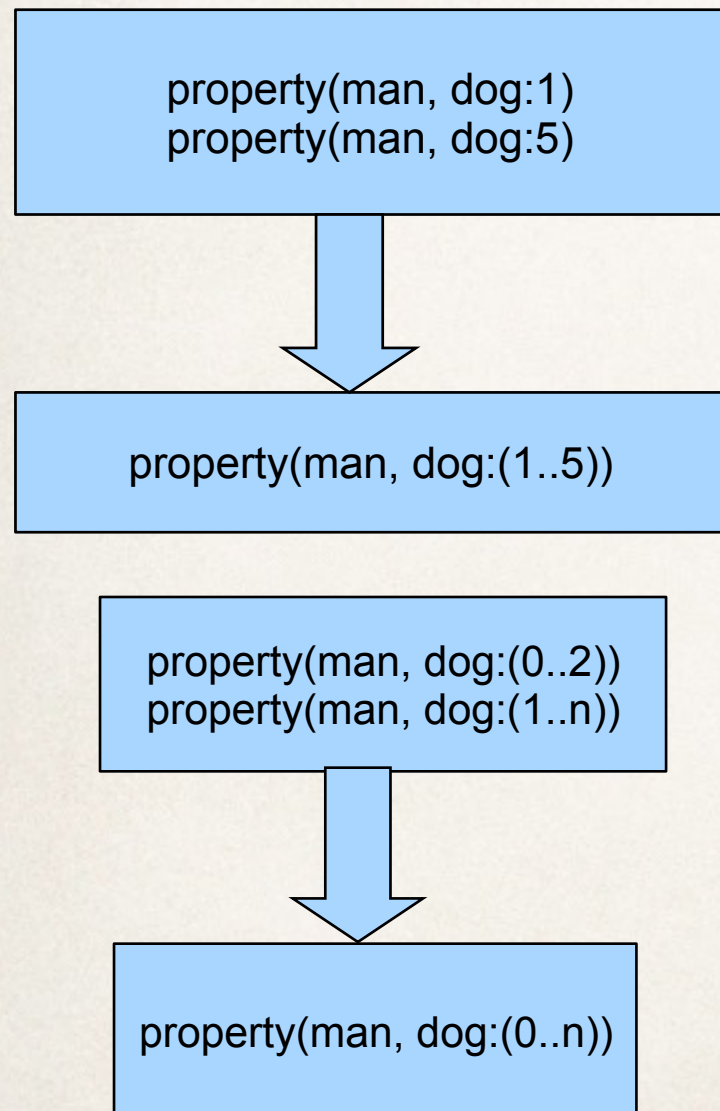 property(man, dog:1)
property(man, dog:5)
property(man, dog:(1..5))
property(man, dog:(0..2))
property(man, dog:(1..n))
property(man, dog:(0..n))